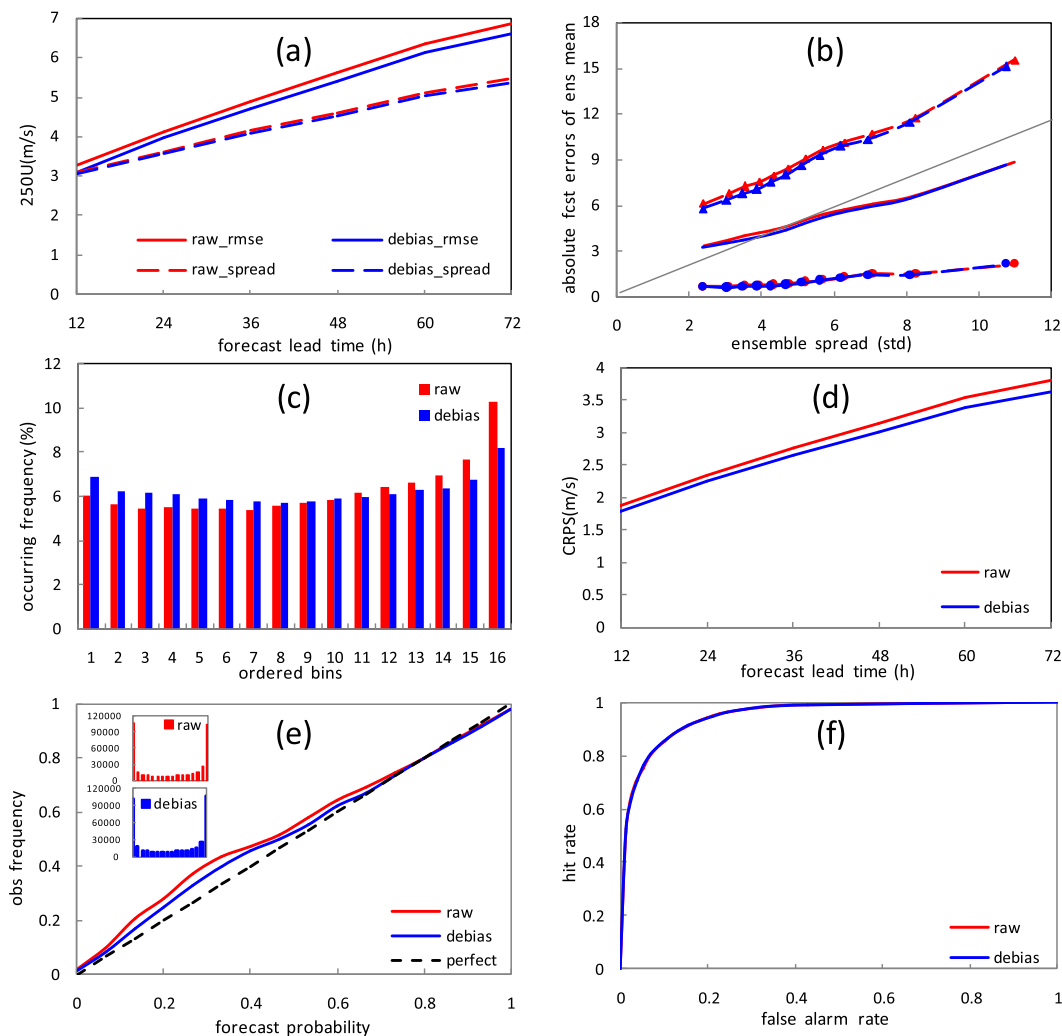 (a)
7
6
5
4
3
2
1
0
12 24 36 48 60 72
250U(m/s)
forecast lead time (h)
raw_rmse
debias_rmse
raw_spread
debias_spread
(b)
18
15
12
9
6
3
0
0 2 4 6 8 10 12
absolute fcst errors of ens mean
ensemble spread (std)
(c)
12
10
8
6
4
2
0
1 2 3 4 5 6 7 8 9 10 11 12 13 14 15 16
occurring frequency(%)
ordered bins
raw
debias
(d)
4
3.5
3
2.5
2
1.5
1
0.5
0
12 24 36 48 60 72
CRPS(m/s)
forecast lead time (h)
raw
debias
(e)
1
0.8
0.6
0.4
0.2
0
0 0.2 0.4 0.6 0.8 1
obs frequency
forecast probability
120000
90000
60000
30000
0
raw
120000
90000
60000
30000
0
debias
raw
debias
perfect
(f)
1
0.8
0.6
0.4
0.2
0
0 0.2 0.4 0.6 0.8 1
hit rate
false alarm rate
raw
debias